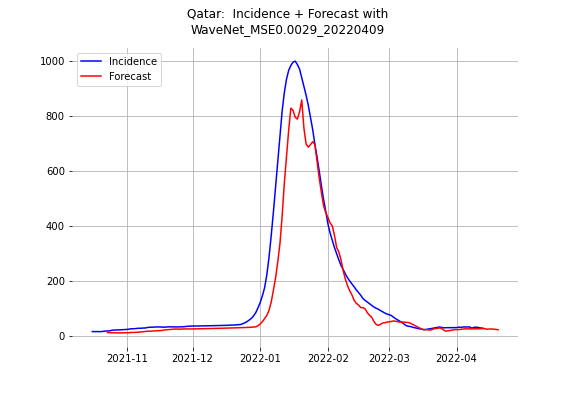 Qatar:  Incidence + Forecast with
WaveNet_MSE0.0029_20220409
Incidence
Forecast
1000
800
600
400
200
0
2021-11 2021-12 2022-01 2022-02 2022-03 2022-04